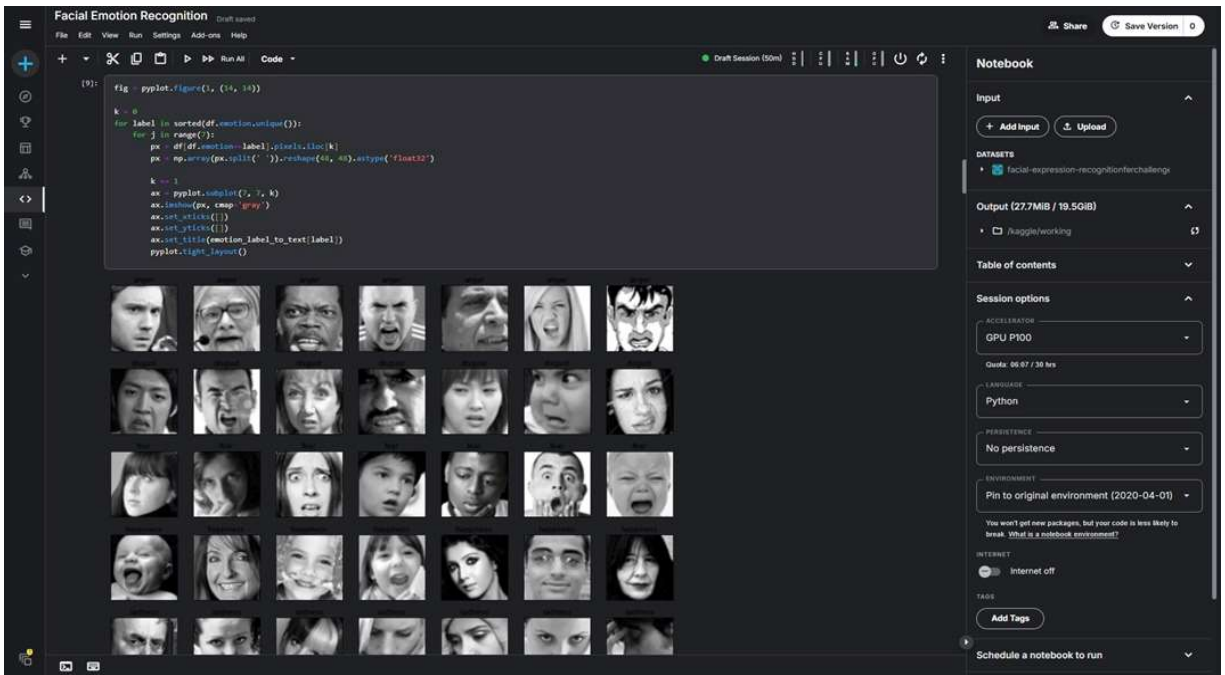 Facial Emotion Recognition Draft saved
File Edit View Run Settings Add-ons Help
Share
Save Version 0
Run All Code
Draft Session (50m)
[9]:
fig = pyplot.figure(1, (14, 14))
k = 0
for label in sorted(df.emotion.unique()):
for j in range(7):
px = df[df.emotion==label].pixels.iloc[k]
px = np.array(px.split(' ')).reshape(48, 48).astype('float32')
k += 1
ax = pyplot.subplot(7, 7, k)
ax.imshow(px, cmap='gray')
ax.set_xticks([])
ax.set_yticks([])
ax.set_title(emotion_label_to_text[label])
pyplot.tight_layout()
Notebook
Input
+ Add Input
Upload
DATASETS
facial-expression-recognitionferchallenge
Output (27.7MiB / 19.5GiB)
/kaggle/working
Table of contents
Session options
ACCELERATOR
GPU P100
Quota: 06:07 / 30 hrs
LANGUAGE
Python
PERSISTENCE
No persistence
ENVIRONMENT
Pin to original environment (2020-04-01)
You won't get new packages, but your code is less likely to
break. What is a notebook environment?
INTERNET
Internet off
TAGS
Add Tags
Schedule a notebook to run